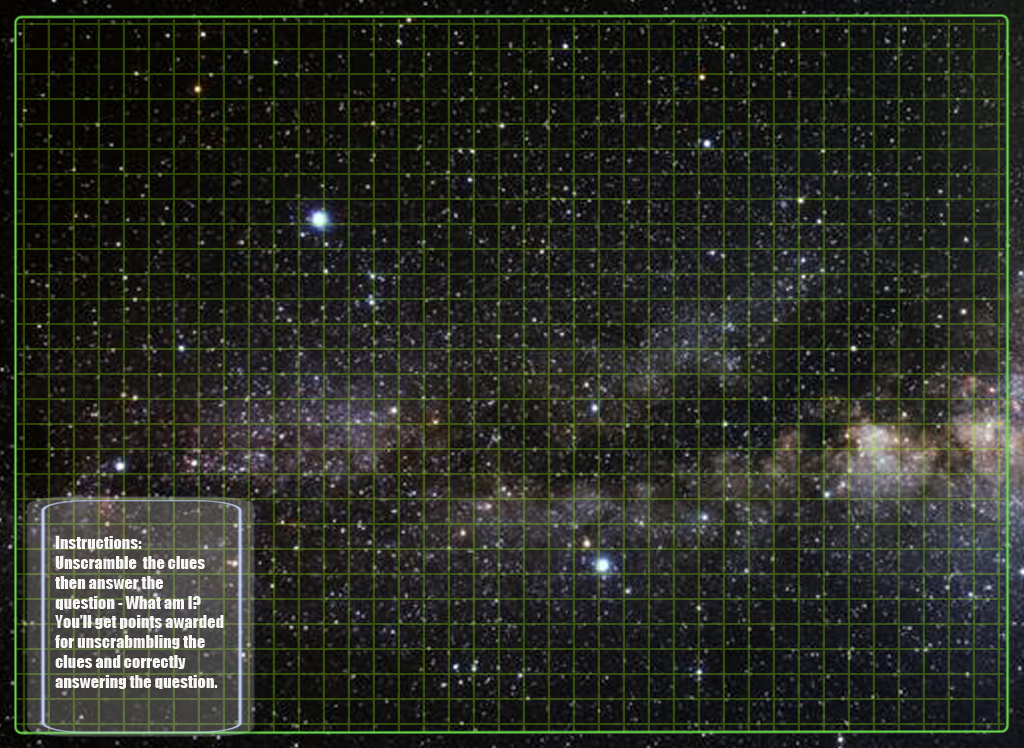 Instructions:
Unscramble the clues
then answer the
question - What am I?
You'll get points awarded
for unscrabmbling the
clues and correctly
answering the question.